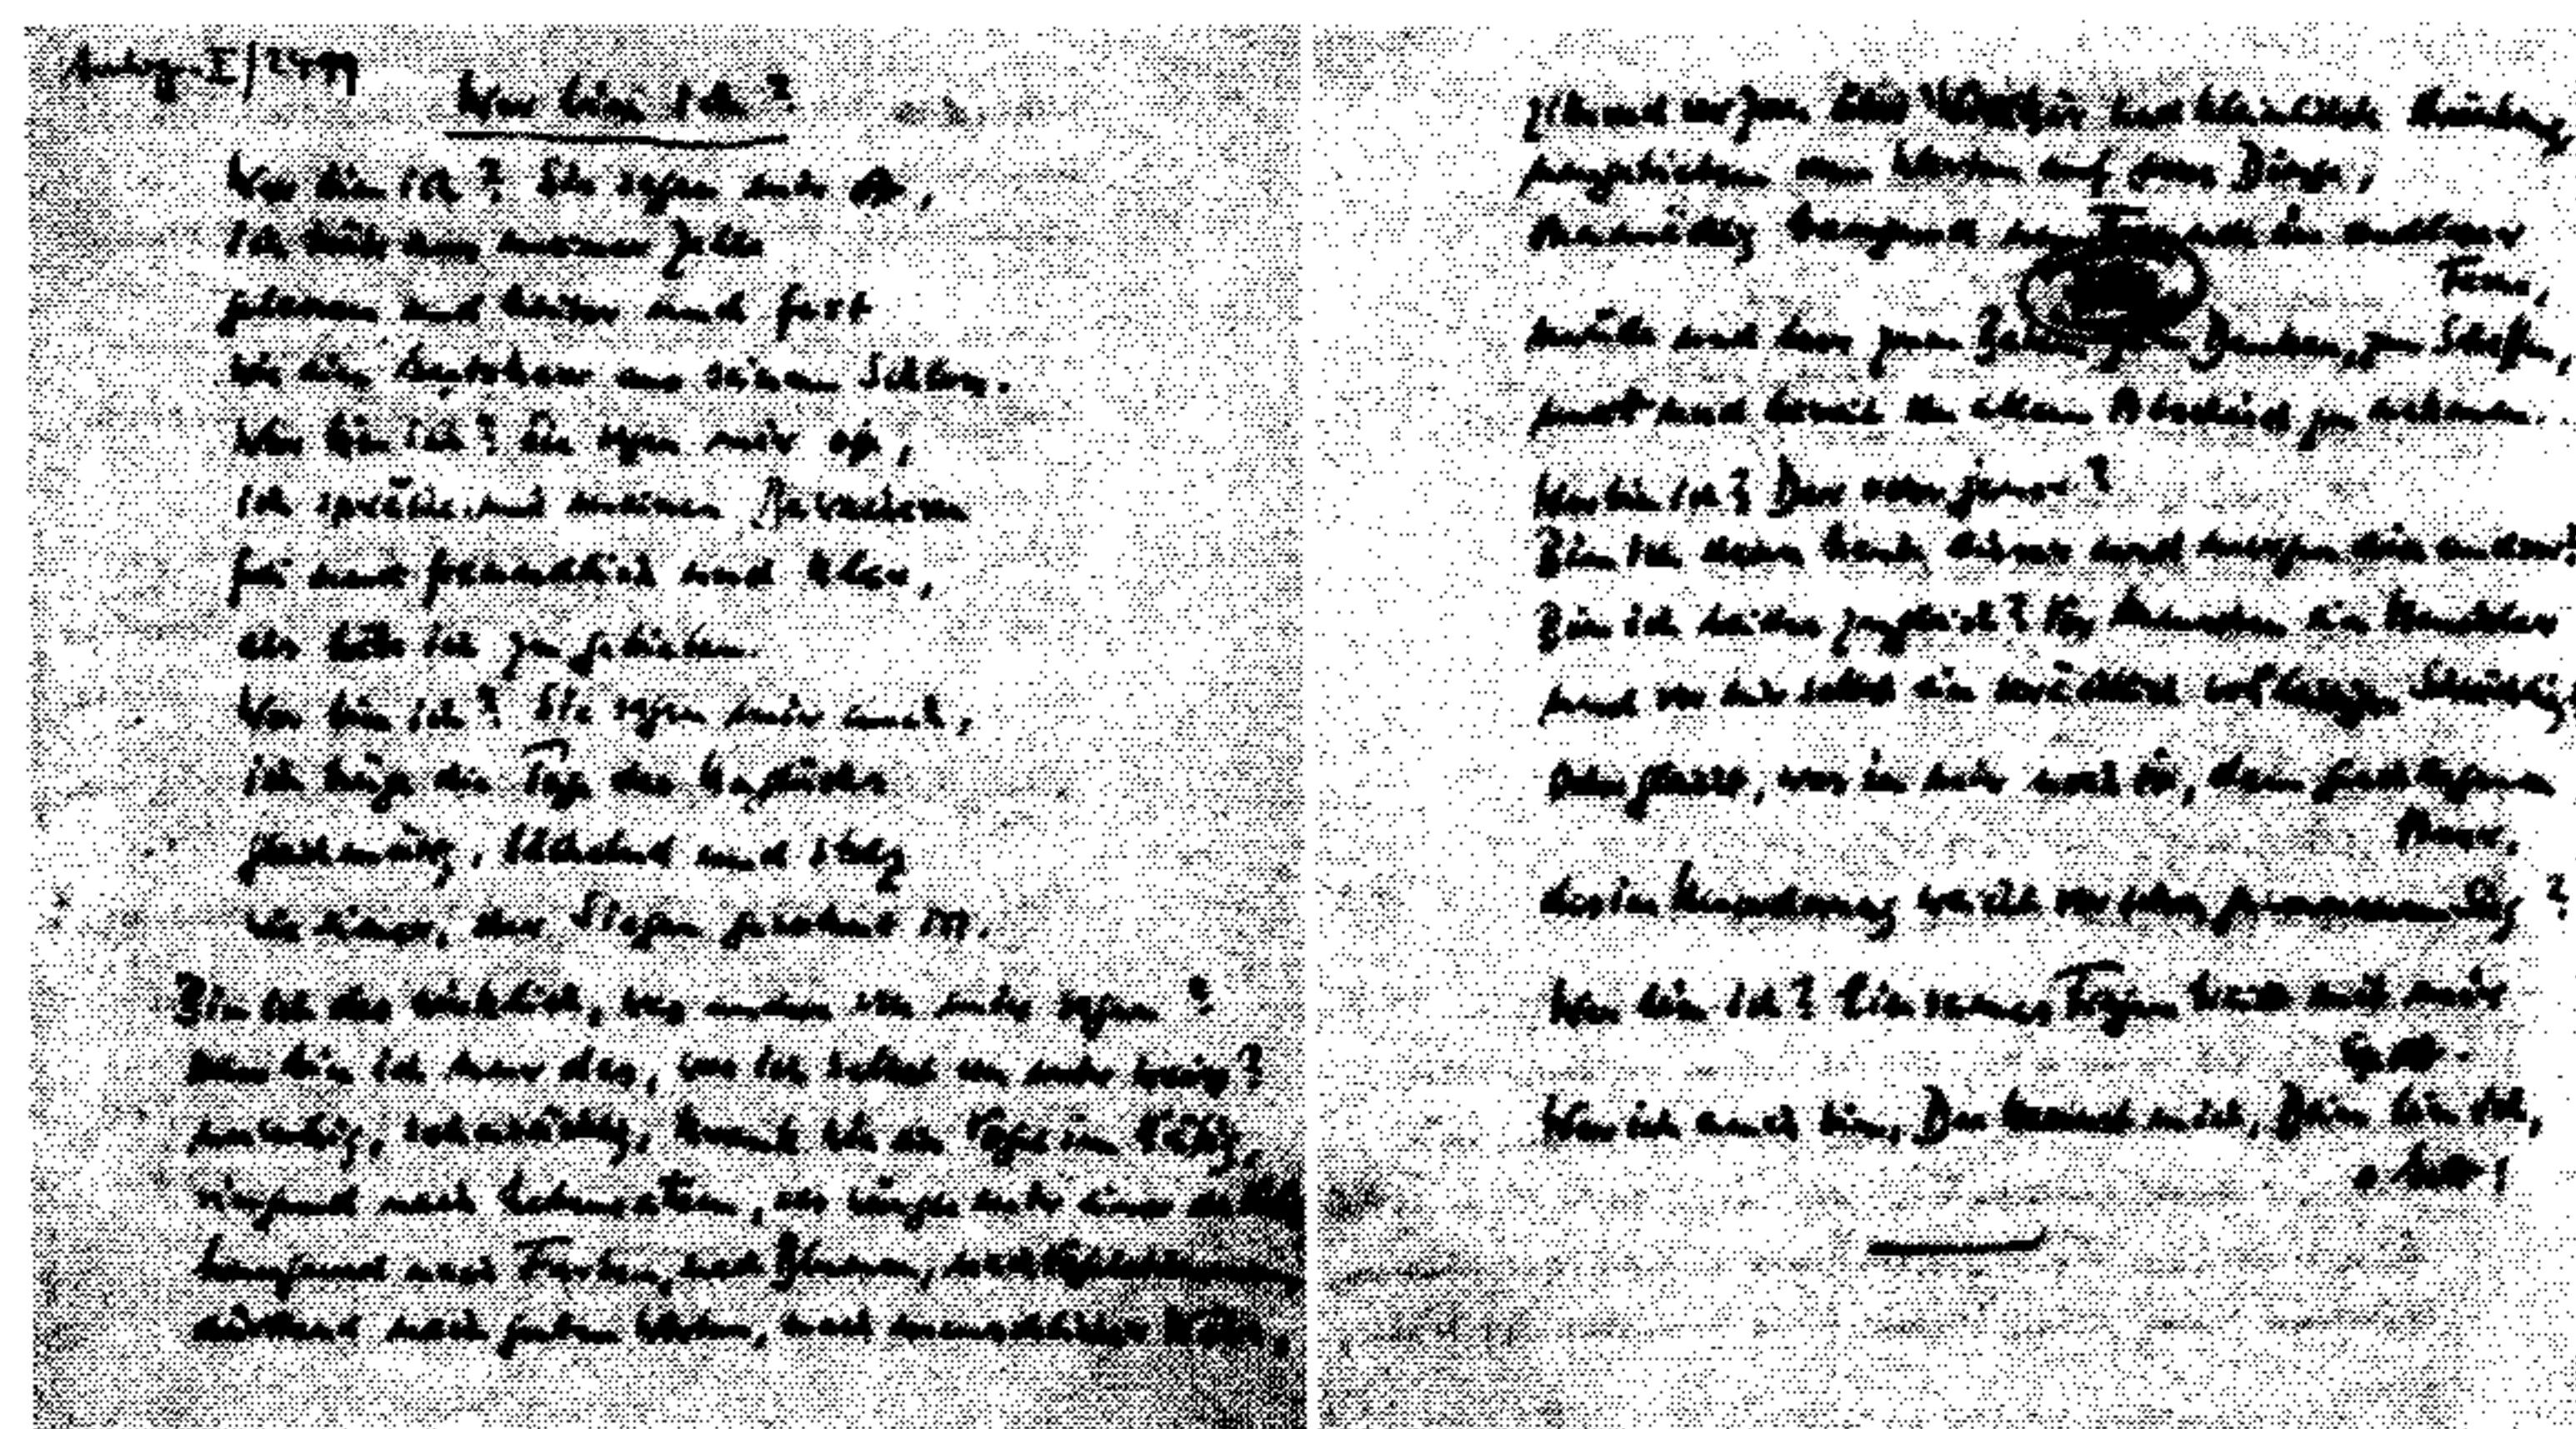 Autogr. I/2499
Wer bin ich?
Wer bin ich? Sie sagen mir oft,
ich träte aus meiner Zelle
gelassen und heiter und fest
wie ein Gutsherr aus seinem Schloss.
Wer bin ich? Sie sagen mir oft,
ich spräche mit meinen Bewachern
frei und freundlich und klar,
als hätte ich zu gebieten.
Wer bin ich? Sie sagen mir auch,
ich trüge die Tage des Unglücks
gleichmütig, lächelnd und stolz
wie einer, der Siegen gewohnt ist.
Bin ich das wirklich, was andere von mir sagen?
Oder bin ich nur das, was ich selbst von mir weiss?
unruhig, sehnsüchtig, krank wie ein Vogel im Käfig,
ringend nach Lebensatem, als würgte mir einer die
hungernd nach Farben, nach Blumen, nach
dürstend nach guten Worten, nach menschlicher Nähe,
zitternd vor Zorn über Willkür und kleinlichste Kränkung,
umgetrieben vom Warten auf grosse Dinge,
ohnmächtig bangend um Freunde in endloser
Ferne,
müde und leer zum Beten, zum Denken, zum Schaffen,
matt und bereit von allem Abschied zu nehmen.
Wer bin ich? Der oder jener?
Bin ich denn heute dieser und morgen ein andrer?
Bin ich beides zugleich? Vor Menschen ein Heuchler
und vor mir selbst ein verächtlich wehleidiger Schwächling?
Oder gleicht, was in mir noch ist, dem geschlagenen
Heer,
das in Unordnung weicht vor schon gewonnenem Sieg?
Wer bin ich? Einsames Fragen treibt mit mir
Spott.
Wer ich auch bin, Du kennst mich, Dein bin ich,
o Gott!